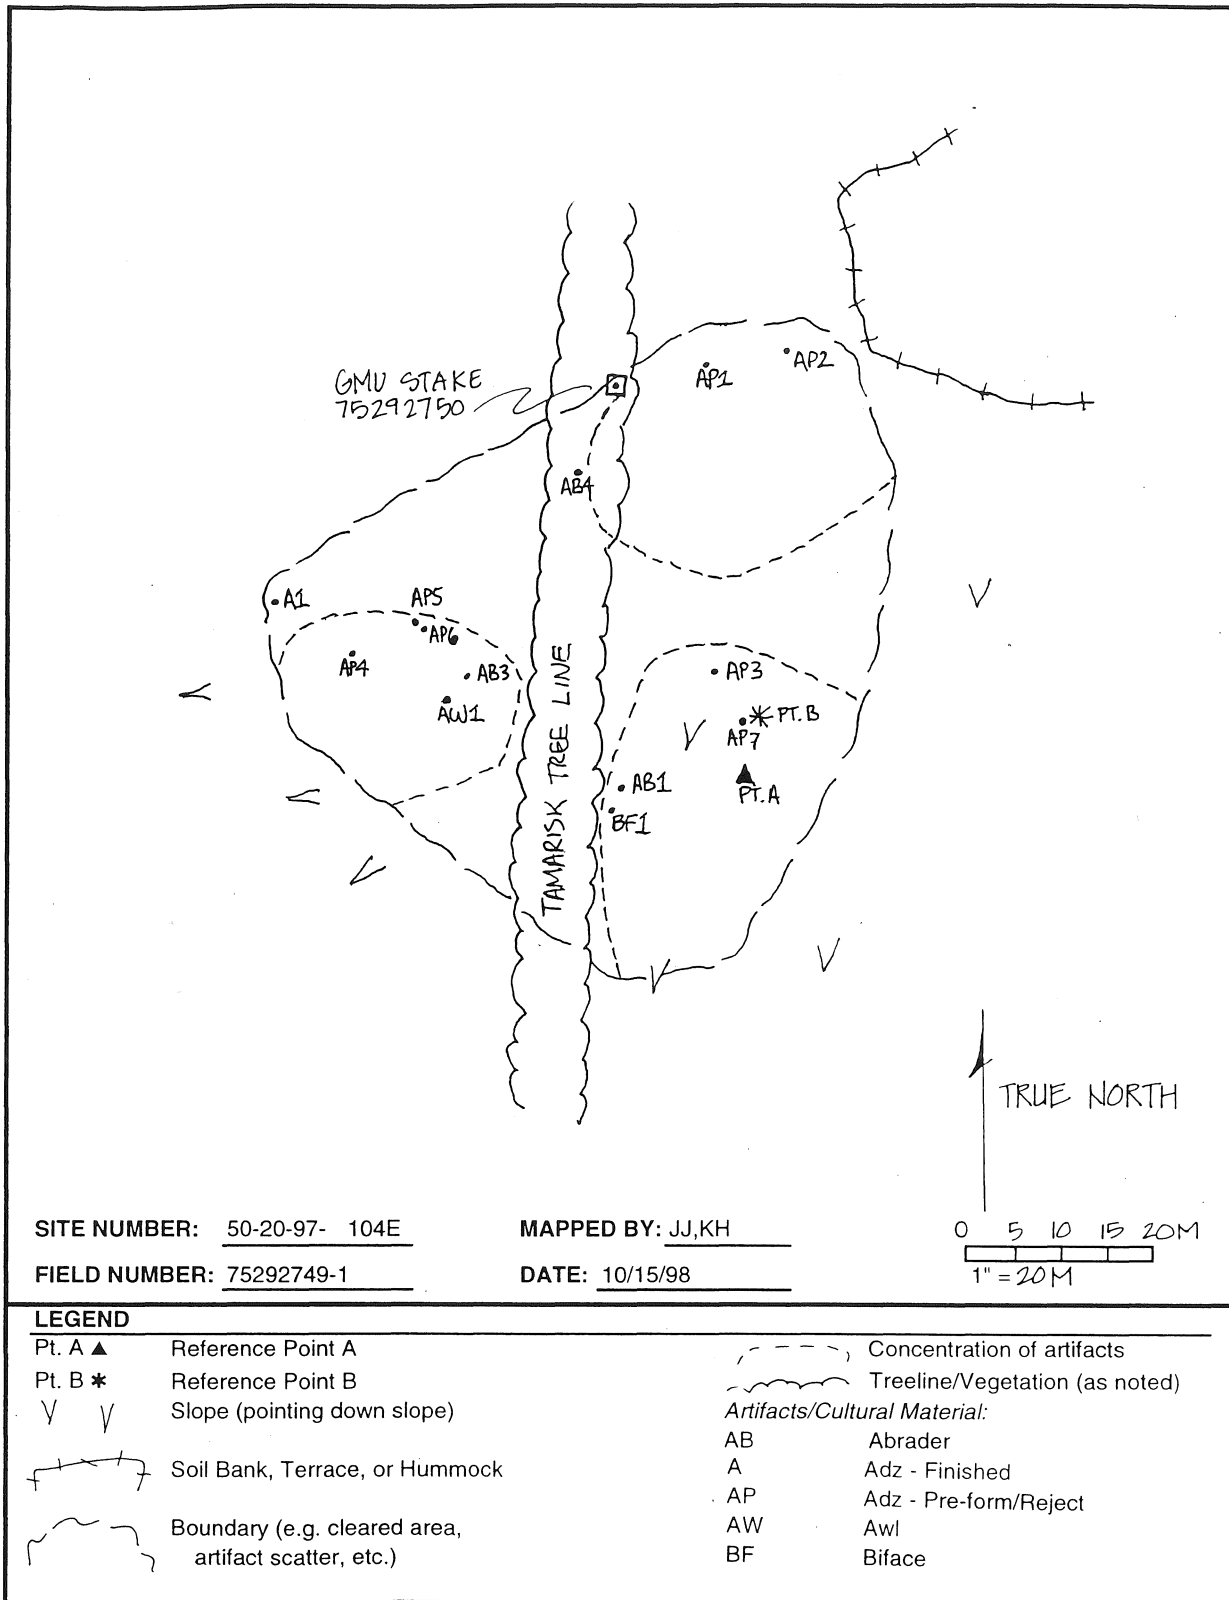 GMU STAKE
75292750
AP1
AP2
AB4
A1
AP5
AP6
AP4
AB3
AW1
TAMARISK TREE LINE
AP3
PT. B
AP7
PT. A
AB1
BF1
TRUE NORTH
0 5 10 15 20M
1" = 20M
SITE NUMBER: 50-20-97- 104E
MAPPED BY: JJ,KH
FIELD NUMBER: 75292749-1
DATE: 10/15/98
LEGEND
Pt. A ▲ Reference Point A
Pt. B ✱ Reference Point B
Slope (pointing down slope)
Soil Bank, Terrace, or Hummock
Boundary (e.g. cleared area,
artifact scatter, etc.)
Concentration of artifacts
Treeline/Vegetation (as noted)
Artifacts/Cultural Material:
AB Abrader
A Adz - Finished
AP Adz - Pre-form/Reject
AW Awl
BF Biface